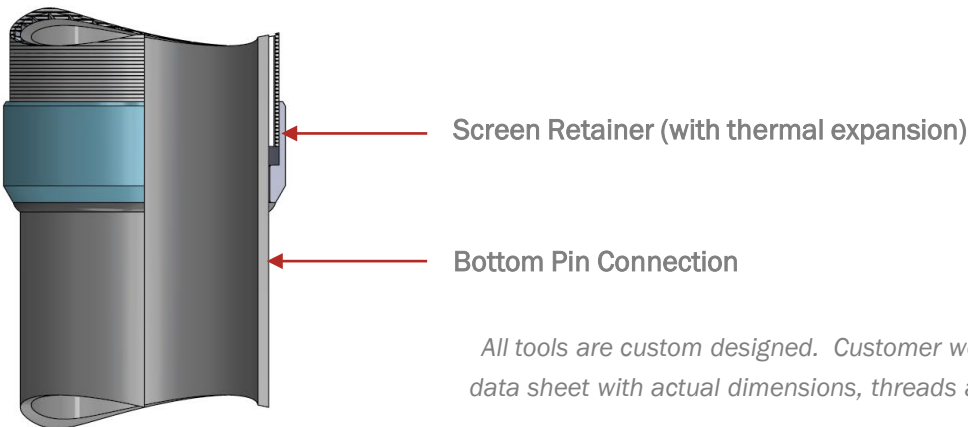 Screen Retainer (with thermal expansion)
Bottom Pin Connection
All tools are custom designed. Customer
data sheet with actual dimensions, threads